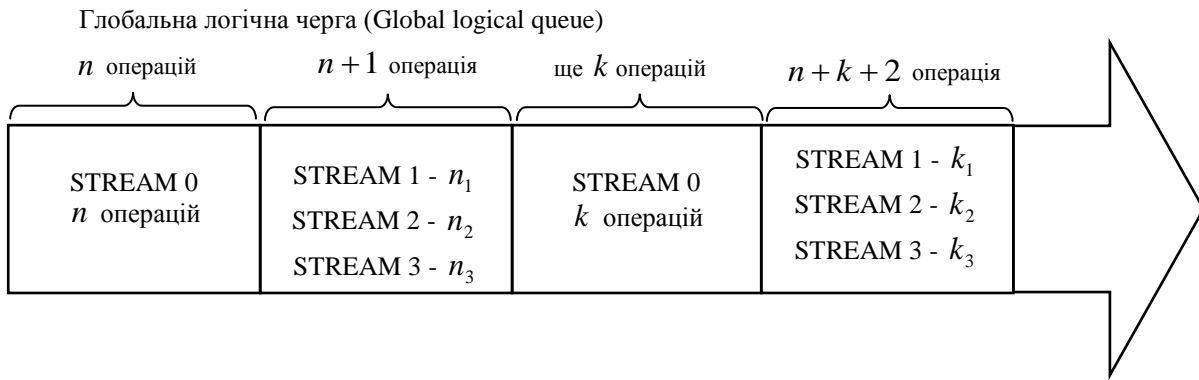 Глобальна логічна черга (Global logical queue)
n операцій
n + 1 операція
ще k операцій
n + k + 2 операція
STREAM 0
n операцій
STREAM 1 - n₁
STREAM 2 - n₂
STREAM 3 - n₃
STREAM 0
k операцій
STREAM 1 - k₁
STREAM 2 - k₂
STREAM 3 - k₃